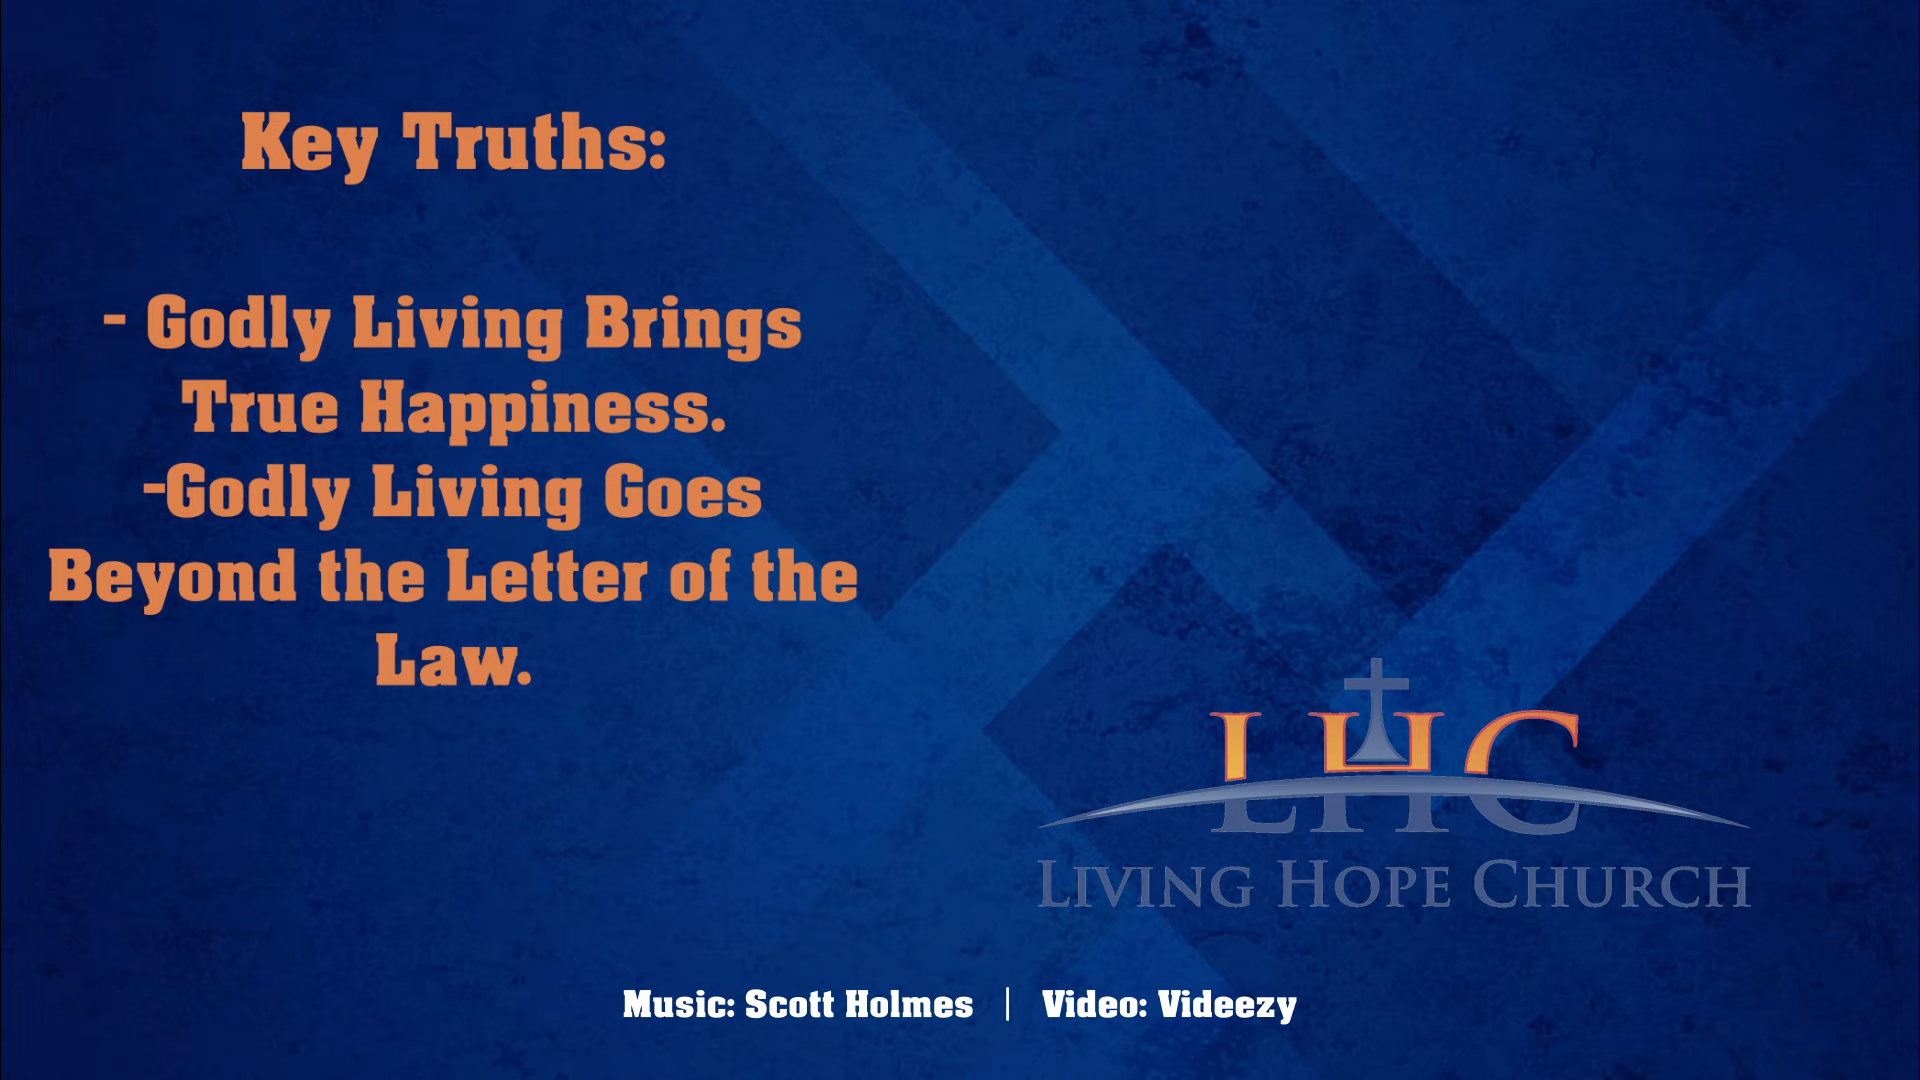 Key Truths:
- Godly Living Brings
True Happiness.
-Godly Living Goes
Beyond the Letter of the
Law.
LHC
Living Hope Church
Music: Scott Holmes | Video: Videezy